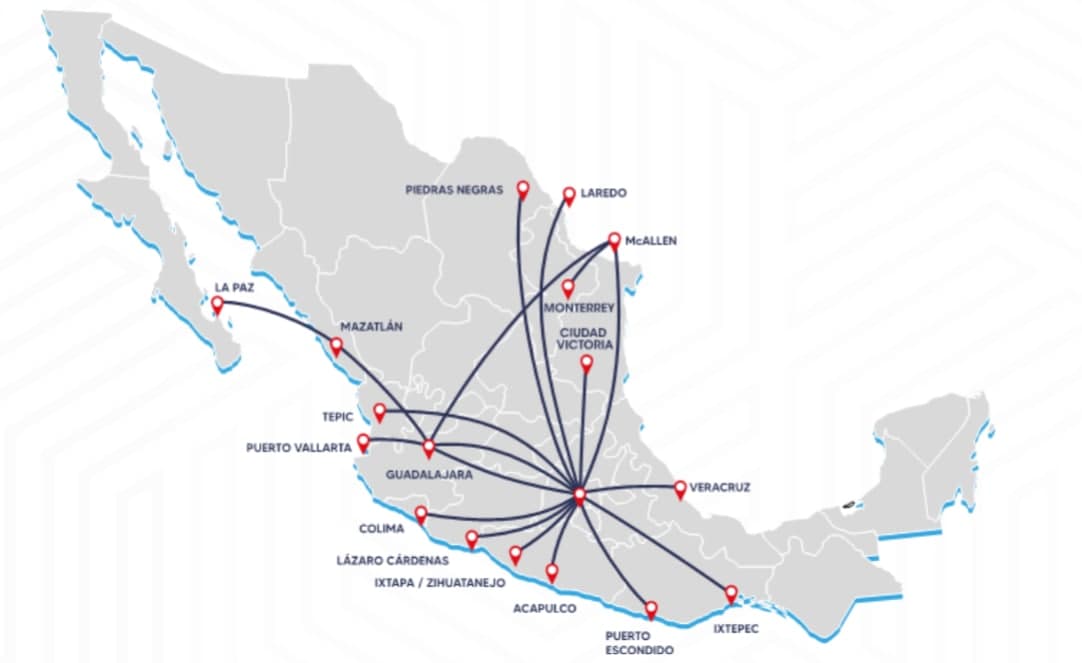 PIEDRAS NEGRAS
LAREDO
McALLEN
LA PAZ
MONTERREY
MAZATLÁN
CIUDAD
VICTORIA
TEPIC
PUERTO VALLARTA
GUADALAJARA
VERACRUZ
COLIMA
LÁZARO CÁRDENAS
IXTAPA / ZIHUATANEJO
ACAPULCO
IXTEPEC
PUERTO
ESCONDIDO